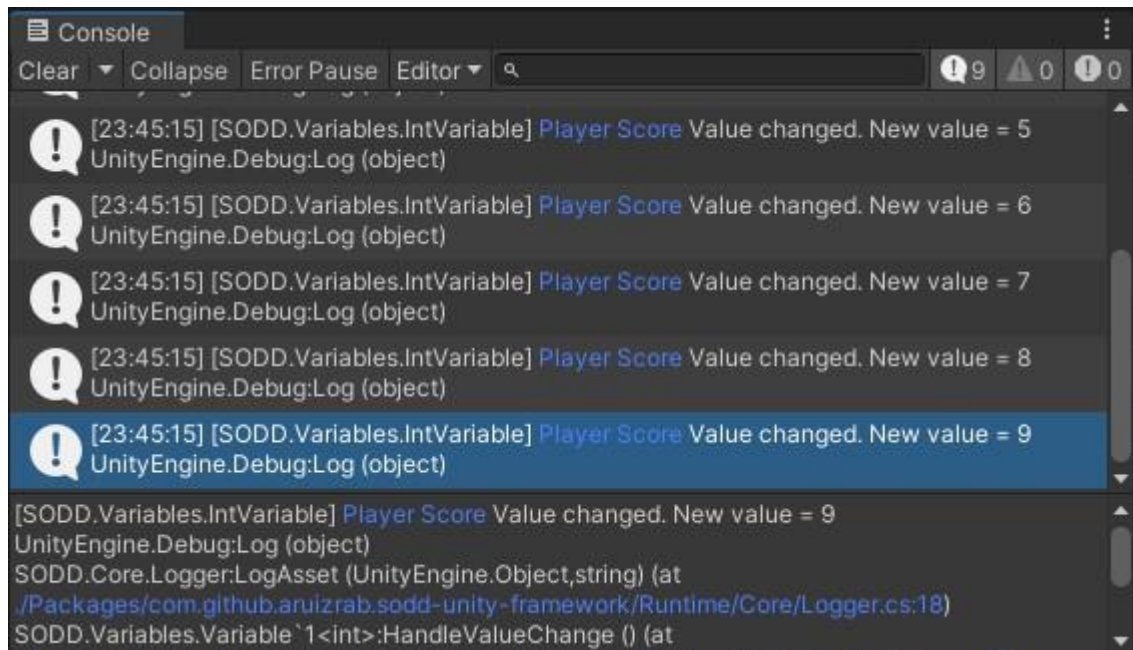 Console
Clear Collapse Error Pause Editor 9 0 0
[23:45:15] [SODD.Variables.IntVariable] Player Score Value changed. New value = 5
UnityEngine.Debug:Log (object)
[23:45:15] [SODD.Variables.IntVariable] Player Score Value changed. New value = 6
UnityEngine.Debug:Log (object)
[23:45:15] [SODD.Variables.IntVariable] Player Score Value changed. New value = 7
UnityEngine.Debug:Log (object)
[23:45:15] [SODD.Variables.IntVariable] Player Score Value changed. New value = 8
UnityEngine.Debug:Log (object)
[23:45:15] [SODD.Variables.IntVariable] Player Score Value changed. New value = 9
UnityEngine.Debug:Log (object)
[SODD.Variables.IntVariable] Player Score Value changed. New value = 9
UnityEngine.Debug:Log (object)
SODD.Core.Logger:LogAsset (UnityEngine.Object,string) (at
./Packages/com.github.aruizrab.sodd-unity-framework/Runtime/Core/Logger.cs:18)
SODD.Variables.Variable`1<int>:HandleValueChange () (at